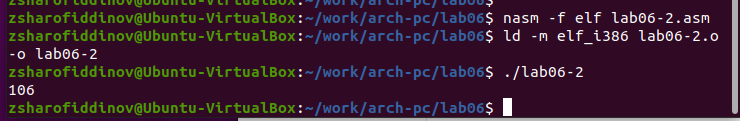 zsharofiddinov@Ubuntu-VirtualBox:~/work/arch-pc/lab06$ nasm -f elf lab06-2.asm
zsharofiddinov@Ubuntu-VirtualBox:~/work/arch-pc/lab06$ ld -m elf_i386 lab06-2.o
-o lab06-2
zsharofiddinov@Ubuntu-VirtualBox:~/work/arch-pc/lab06$ ./lab06-2
106
zsharofiddinov@Ubuntu-VirtualBox:~/work/arch-pc/lab06$